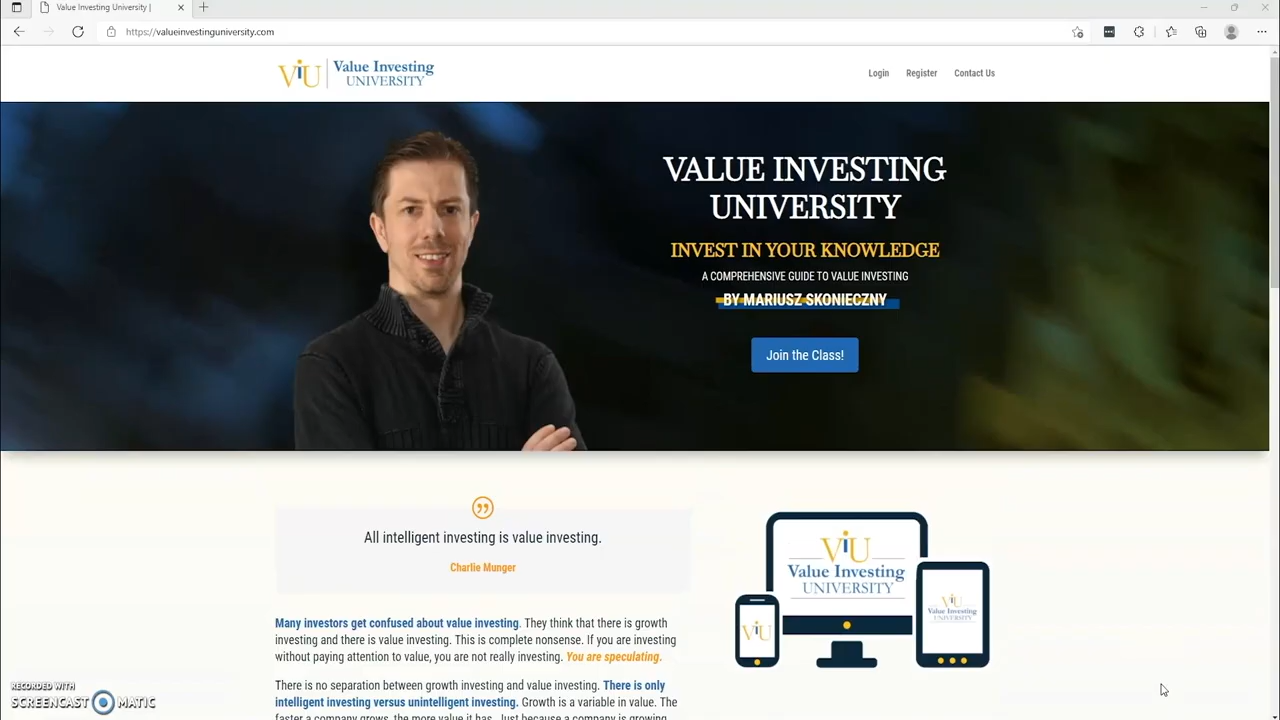 Value Investing University |
https://valueinvestinguniversity.com
ViU Value Investing
UNIVERSITY
Login Register Contact Us
VALUE INVESTING
UNIVERSITY
INVEST IN YOUR KNOWLEDGE
A COMPREHENSIVE GUIDE TO VALUE INVESTING
BY MARIUSZ SKONIECZNY
Join the Class!
All intelligent investing is value investing.
Charlie Munger
Many investors get confused about value investing. They think that there is growth
investing and there is value investing. This is complete nonsense. If you are investing
without paying attention to value, you are not really investing. You are speculating.
There is no separation between growth investing and value investing. There is only
intelligent investing versus unintelligent investing. Growth is a variable in value. The
faster a company grows, the more value it has. Just because a company is growing
ViU
Value Investing
UNIVERSITY
ViU
ViU
Value Investing
UNIVERSITY
RECORDED WITH
SCREENCAST MATIC